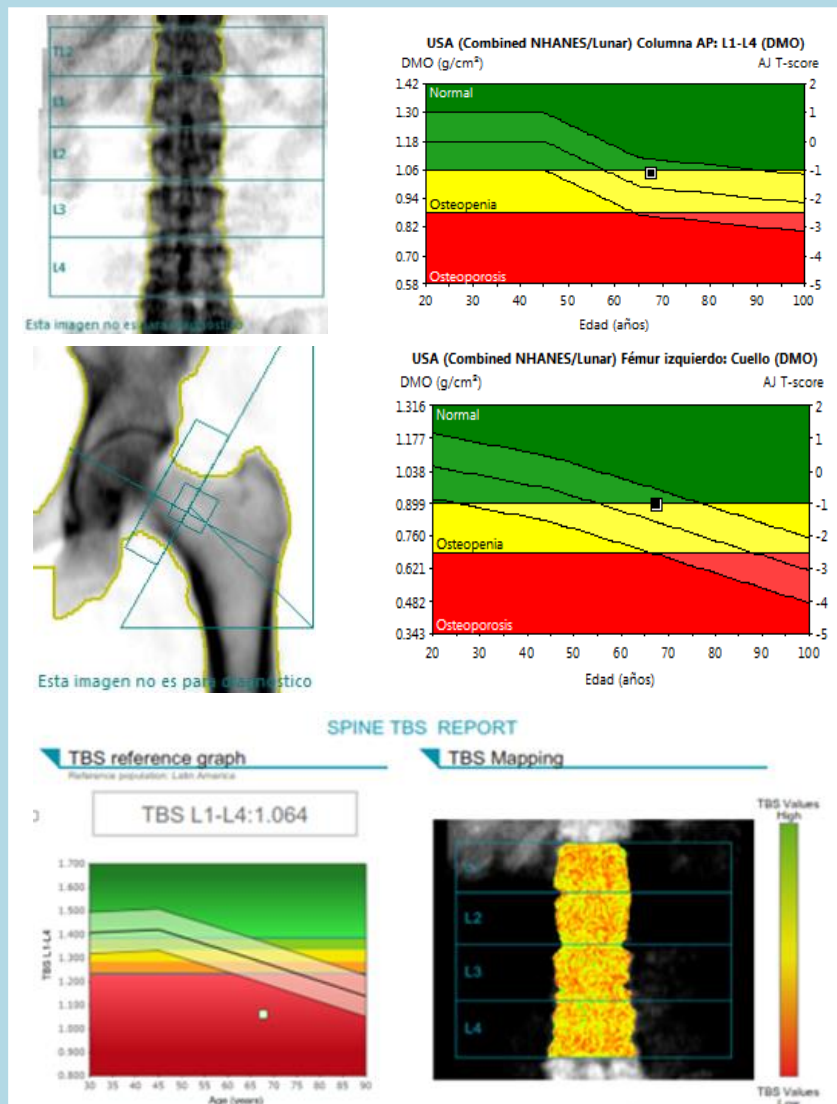 T12
L1
L2
L3
L4
Esta imagen no es para diagnóstico
USA (Combined NHANES/Lunar) Columna AP: L1-L4 (DMO)
DMO (g/cm²) AJ T-score
1.42 Normal 2
1.30 1
1.18 0
1.06 -1
0.94 -2
Osteopenia
0.82 -3
0.70 -4
0.58 Osteoporosis -5
20 30 40 50 60 70 80 90 100
Edad (años)
USA (Combined NHANES/Lunar) Fémur izquierdo: Cuello (DMO)
DMO (g/cm²) AJ T-score
1.316 Normal 2
1.177 1
1.038 0
0.899 -1
0.760 -2
Osteopenia
0.621 -3
0.482 -4
0.343 Osteoporosis -5
20 30 40 50 60 70 80 90 100
Edad (años)
Esta imagen no es para diagnóstico
SPINE TBS REPORT
TBS reference graph
Reference population: Latin America
TBS L1-L4:1.064
1.700
1.600
1.500
1.400
1.300
1.200
1.100
1.000
0.900
0.800
TBS L1-L4
30 35 40 45 50 55 60 65 70 75 80 85 90
Age (years)
TBS Mapping
L2
L3
L4
TBS Values
High
TBS Values
Low